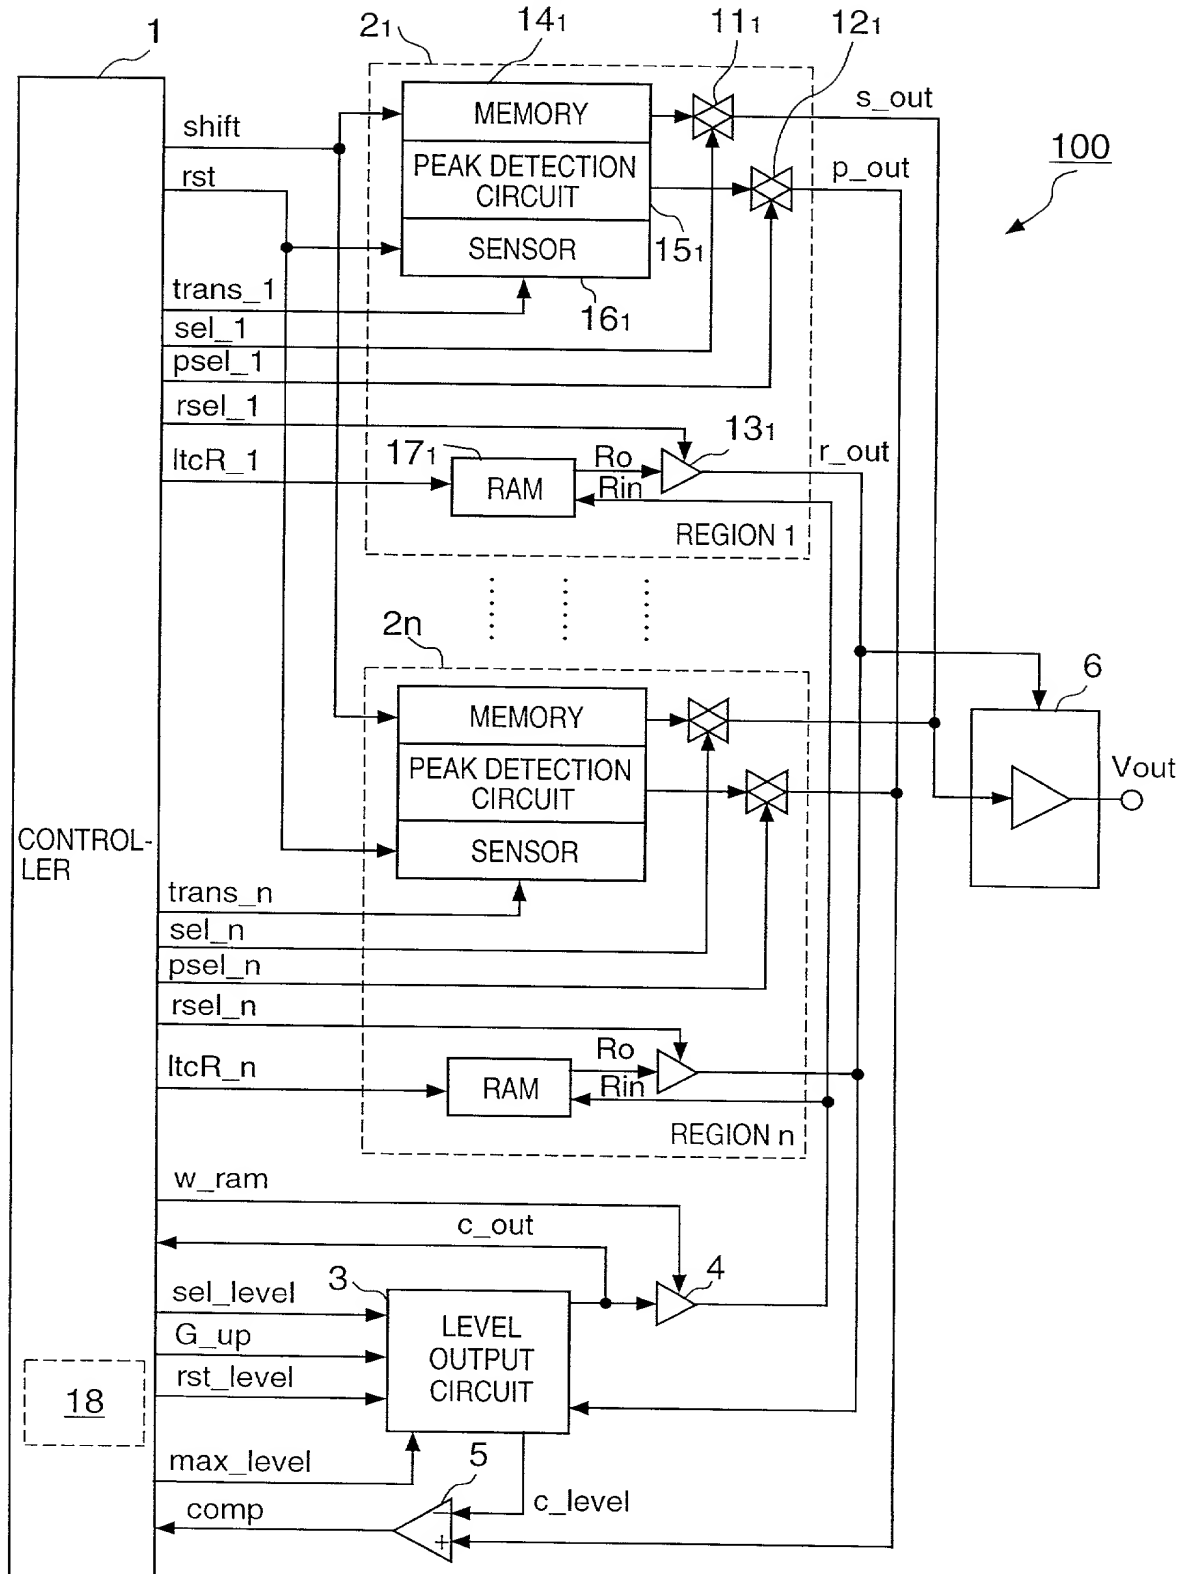 1
2₁
14₁
11₁
12₁
shift
MEMORY
s_out
100
rst
PEAK DETECTION
CIRCUIT
p_out
SENSOR
15₁
trans_1
16₁
sel_1
psel_1
rsel_1
13₁
ltcR_1
17₁
Ro
r_out
RAM
Rin
REGION 1
2n
6
MEMORY
PEAK DETECTION
CIRCUIT
Vout
CONTROL-
LER
SENSOR
trans_n
sel_n
psel_n
rsel_n
Ro
ltcR_n
RAM
Rin
REGION n
w_ram
c_out
3
4
sel_level
LEVEL
OUTPUT
CIRCUIT
G_up
rst_level
18
max_level
5
c_level
comp
−
+